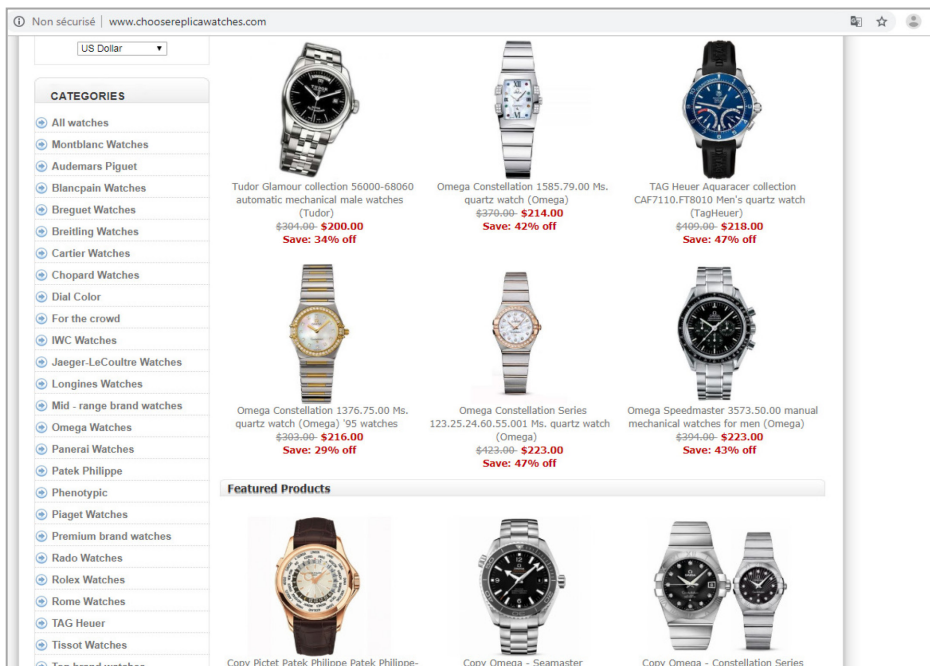 Non sécurisé | www.choosereplicawatches.com
US Dollar
CATEGORIES
All watches
Montblanc Watches
Audemars Piguet
Blancpain Watches
Breguet Watches
Breitling Watches
Cartier Watches
Chopard Watches
Dial Color
For the crowd
IWC Watches
Jaeger-LeCoultre Watches
Longines Watches
Mid - range brand watches
Omega Watches
Panerai Watches
Patek Philippe
Phenotypic
Piaget Watches
Premium brand watches
Rado Watches
Rolex Watches
Rome Watches
TAG Heuer
Tissot Watches
Top brand watches
Tudor Glamour collection 56000-68060
automatic mechanical male watches
(Tudor)
$304.00 $200.00
Save: 34% off
Omega Constellation 1585.79.00 Ms.
quartz watch (Omega)
$370.00 $214.00
Save: 42% off
TAG Heuer Aquaracer collection
CAF7110.FT8010 Men's quartz watch
(TagHeuer)
$409.00 $218.00
Save: 47% off
Omega Constellation 1376.75.00 Ms.
quartz watch (Omega) '95 watches
$303.00 $216.00
Save: 29% off
Omega Constellation Series
123.25.24.60.55.001 Ms. quartz watch
(Omega)
$423.00 $223.00
Save: 47% off
Omega Speedmaster 3573.50.00 manual
mechanical watches for men (Omega)
$394.00 $223.00
Save: 43% off
Featured Products
Copy Pictet Patek Philippe Patek Philippe-
Copy Omega - Seamaster
Copy Omega - Constellation Series